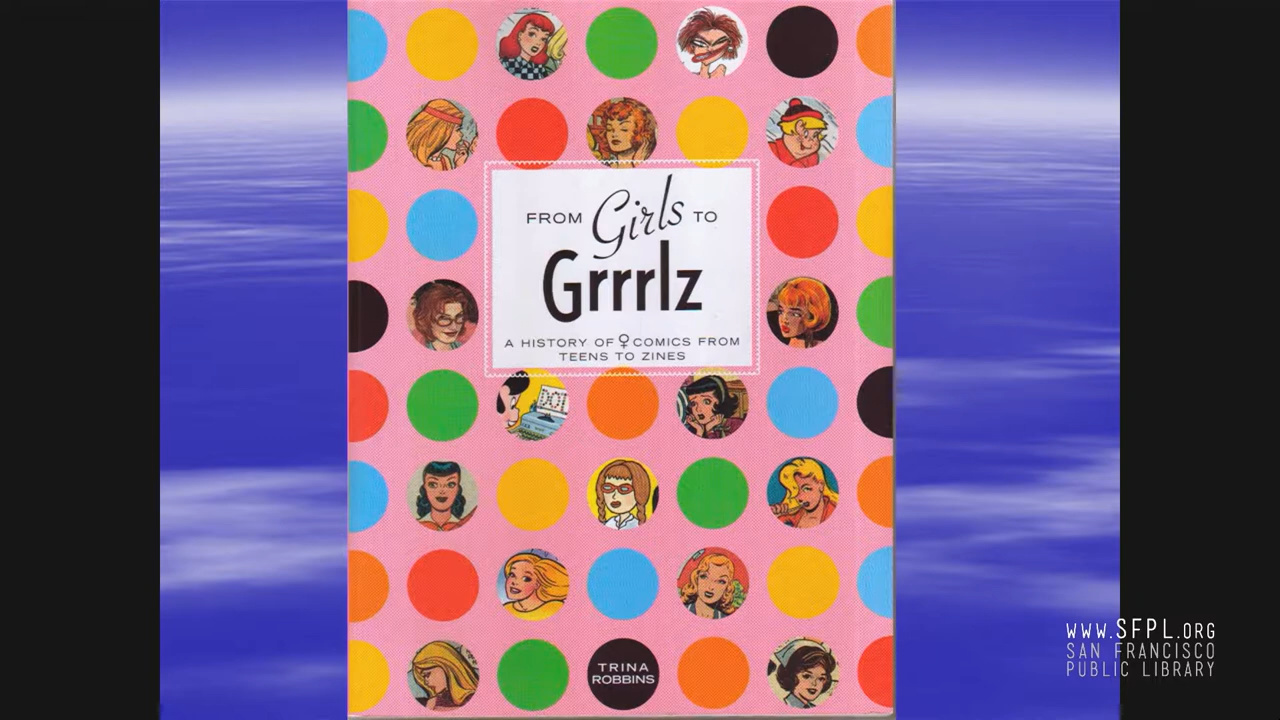 FROM Girls TO
Grrrlz
A HISTORY OF ♀ COMICS FROM
TEENS TO ZINES
DOT
TRINA
ROBBINS
WWW.SFPL.ORG
SAN FRANCISCO
PUBLIC LIBRARY